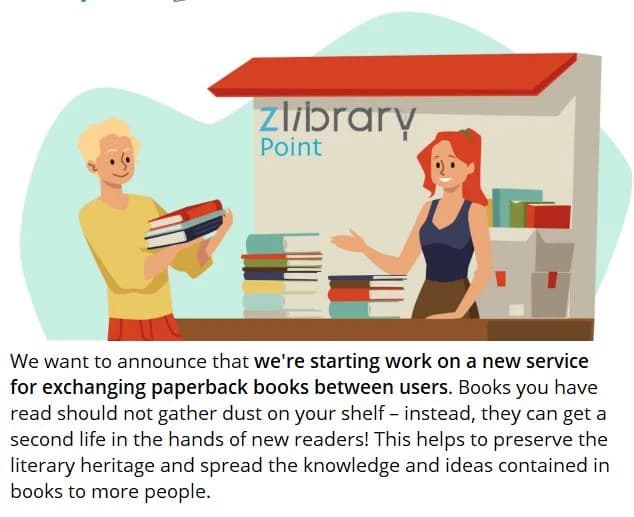 zlibrary
Point
We want to announce that we're starting work on a new service
for exchanging paperback books between users. Books you have
read should not gather dust on your shelf – instead, they can get a
second life in the hands of new readers! This helps to preserve the
literary heritage and spread the knowledge and ideas contained in
books to more people.